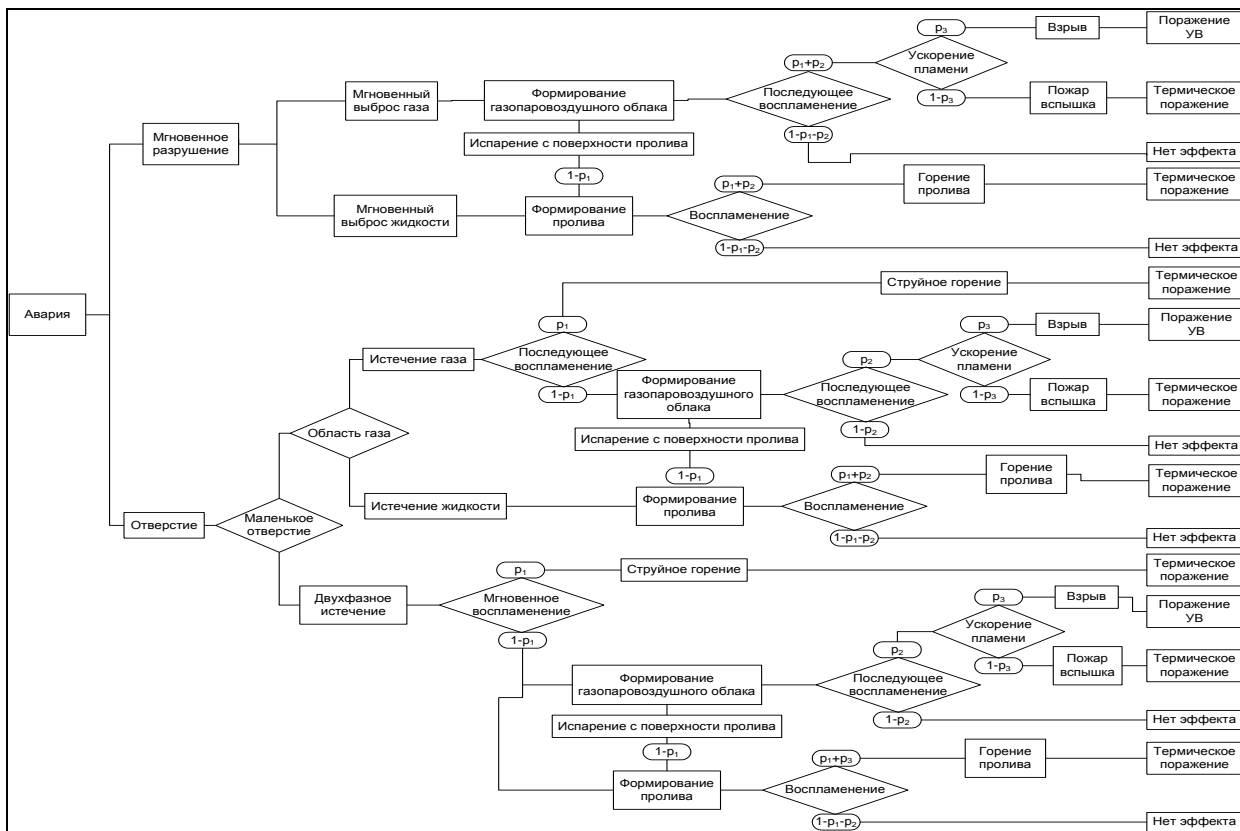 p₃
Взрыв
Поражение
УВ
Ускорение
пламени
p₁+p₂
1-p₃
Пожар
вспышка
Термическое
поражение
Мгновенный
выброс газа
Формирование
газопаровоздушного облака
Последующее
воспламенение
1-p₁-p₂
Нет эффекта
Мгновенное
разрушение
Испарение с поверхности пролива
1-p₁
Мгновенный
выброс жидкости
Формирование
пролива
p₁+p₂
Воспламенение
1-p₁-p₂
Горение
пролива
Термическое
поражение
Нет эффекта
Авария
Струйное горение
Термическое
поражение
p₁
Истечение газа
Последующее
воспламенение
1-p₁
Формирование
газопаровоздушного
облака
p₂
Последующее
воспламенение
1-p₂
p₃
Ускорение
пламени
1-p₃
Взрыв
Поражение
УВ
Пожар
вспышка
Термическое
поражение
Нет эффекта
Область газа
Испарение с поверхности пролива
1-p₁
Истечение жидкости
Формирование
пролива
p₁+p₂
Воспламенение
1-p₁-p₂
Горение
пролива
Термическое
поражение
Нет эффекта
Отверстие
Маленькое
отверстие
Двухфазное
истечение
p₁
Мгновенное
воспламенение
1-p₁
Струйное горение
Термическое
поражение
p₃
Взрыв
Поражение
УВ
Ускорение
пламени
1-p₃
Пожар
вспышка
Термическое
поражение
Формирование
газопаровоздушного облака
p₂
Последующее
воспламенение
1-p₂
Нет эффекта
Испарение с поверхности пролива
1-p₁
Формирование
пролива
p₁+p₃
Воспламенение
1-p₁-p₂
Горение
пролива
Термическое
поражение
Нет эффекта